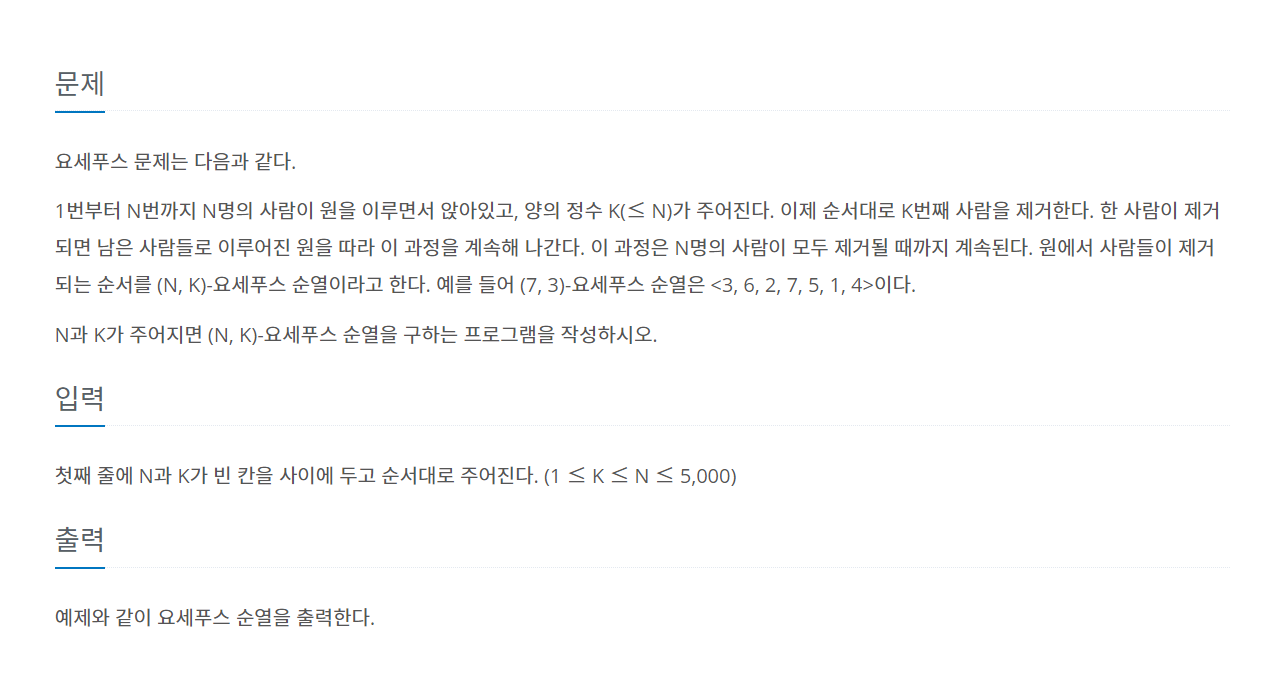 문제
요세푸스 문제는 다음과 같다.
1번부터 N번까지 N명의 사람이 원을 이루면서 앉아있고, 양의 정수 K(≤ N)가 주어진다. 이제 순서대로 K번째 사람을 제거한다. 한 사람이 제거
되면 남은 사람들로 이루어진 원을 따라 이 과정을 계속해 나간다. 이 과정은 N명의 사람이 모두 제거될 때까지 계속된다. 원에서 사람들이 제거
되는 순서를 (N, K)-요세푸스 순열이라고 한다. 예를 들어 (7, 3)-요세푸스 순열은 <3, 6, 2, 7, 5, 1, 4>이다.
N과 K가 주어지면 (N, K)-요세푸스 순열을 구하는 프로그램을 작성하시오.
입력
첫째 줄에 N과 K가 빈 칸을 사이에 두고 순서대로 주어진다. (1 ≤ K ≤ N ≤ 5,000)
출력
예제와 같이 요세푸스 순열을 출력한다.